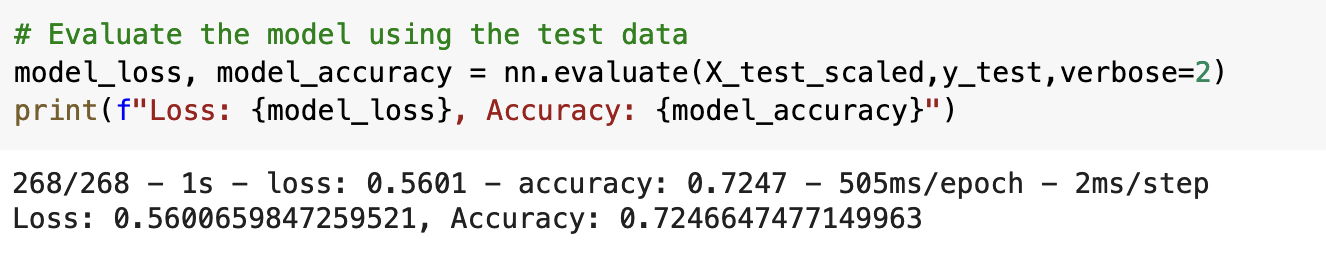 # Evaluate the model using the test data
model_loss, model_accuracy = nn.evaluate(X_test_scaled,y_test,verbose=2)
print(f"Loss: {model_loss}, Accuracy: {model_accuracy}")
268/268 - 1s - loss: 0.5601 - accuracy: 0.7247 - 505ms/epoch - 2ms/step
Loss: 0.5600659847259521, Accuracy: 0.7246647477149963